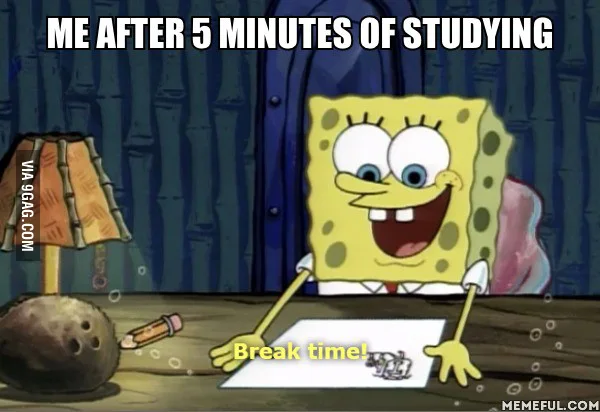 ME AFTER 5 MINUTES OF STUDYING
VIA 9GAG.COM
Break time!
MEMEFUL.COM